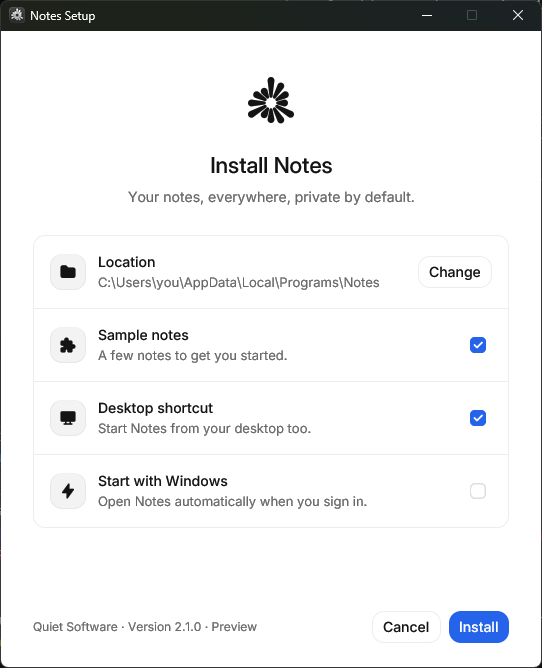 Notes Setup
Install Notes
Your notes, everywhere, private by default.
Location
C:\Users\you\AppData\Local\Programs\Notes
Change
Sample notes
A few notes to get you started.
Desktop shortcut
Start Notes from your desktop too.
Start with Windows
Open Notes automatically when you sign in.
Quiet Software · Version 2.1.0 · Preview
Cancel
Install